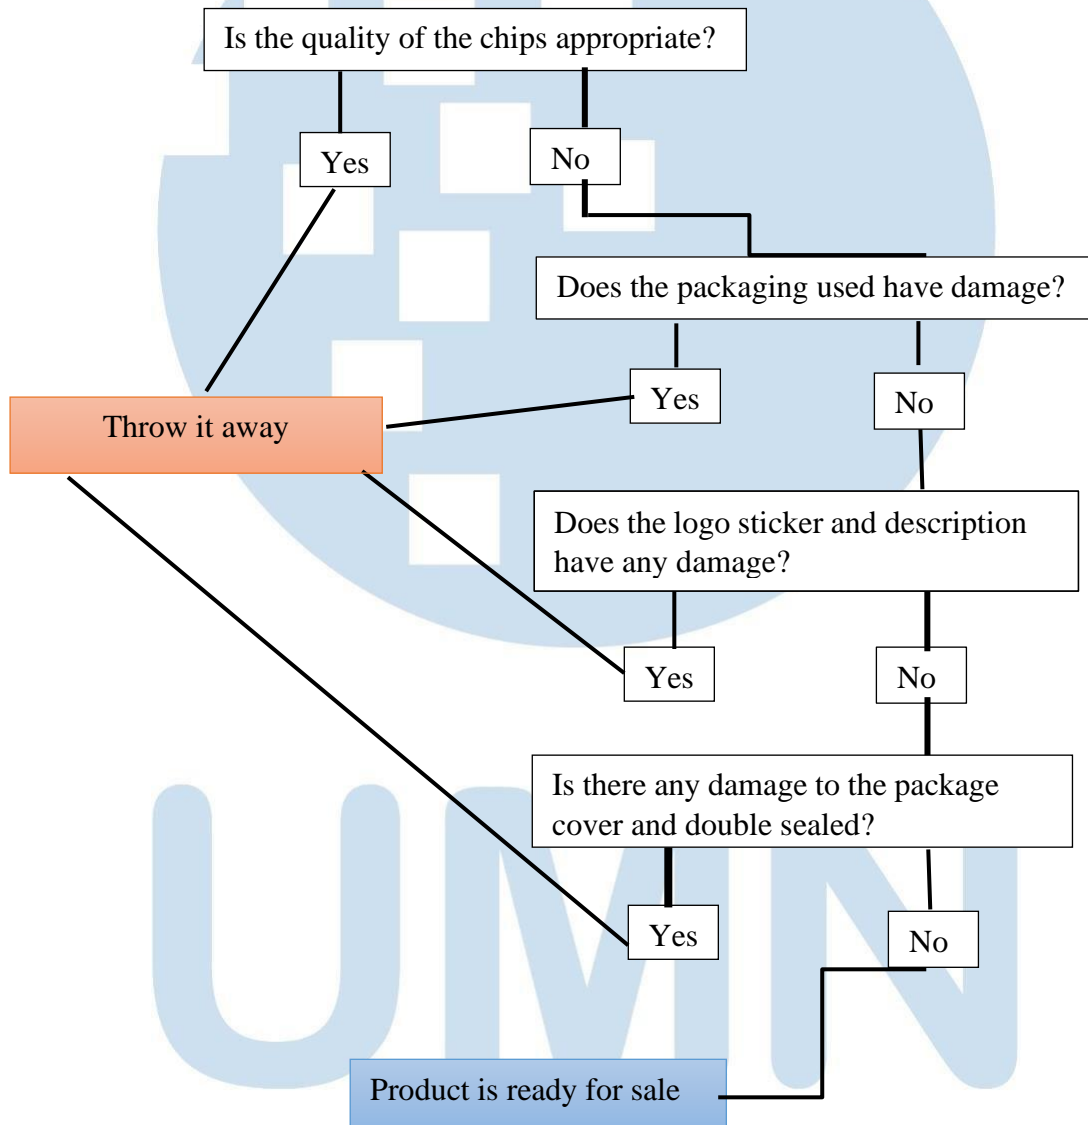 Is the quality of the chips appropriate?
Yes
No
Does the packaging used have damage?
Yes
No
Throw it away
Does the logo sticker and description
have any damage?
Yes
No
Is there any damage to the package
cover and double sealed?
Yes
No
Product is ready for sale
UMN